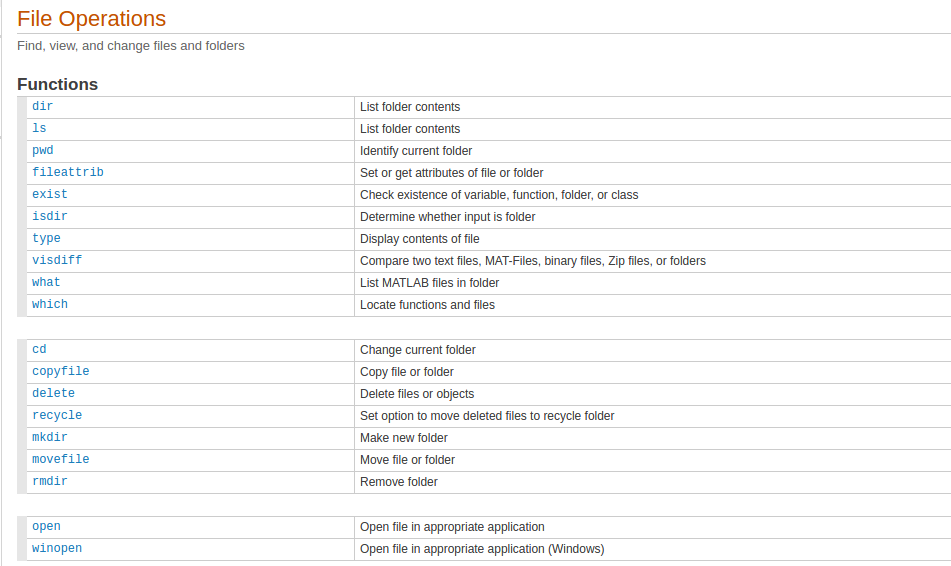 File Operations
Find, view, and change files and folders
Functions
dir List folder contents
ls List folder contents
pwd Identify current folder
fileattrib Set or get attributes of file or folder
exist Check existence of variable, function, folder, or class
isdir Determine whether input is folder
type Display contents of file
visdiff Compare two text files, MAT-Files, binary files, Zip files, or folders
what List MATLAB files in folder
which Locate functions and files
cd Change current folder
copyfile Copy file or folder
delete Delete files or objects
recycle Set option to move deleted files to recycle folder
mkdir Make new folder
movefile Move file or folder
rmdir Remove folder
open Open file in appropriate application
winopen Open file in appropriate application (Windows)